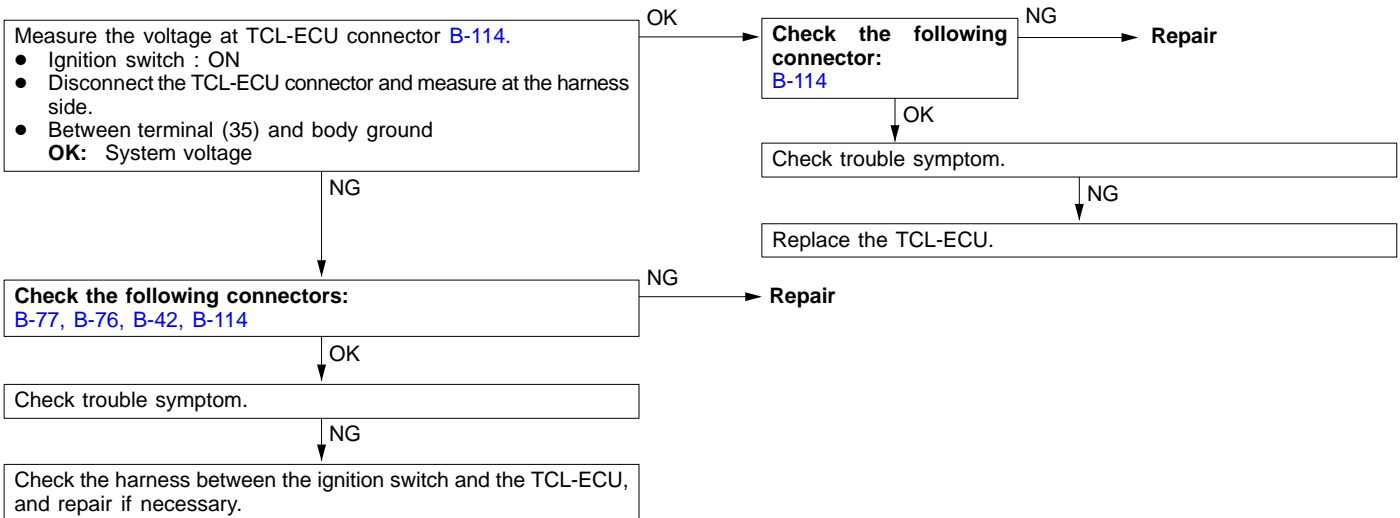 Measure the voltage at TCL-ECU connector B-114.
● Ignition switch : ON
● Disconnect the TCL-ECU connector and measure at the harness
side.
● Between terminal (35) and body ground
OK: System voltage
OK
Check the following
connector:
B-114
NG
Repair
OK
Check trouble symptom.
NG
Replace the TCL-ECU.
NG
Check the following connectors:
B-77, B-76, B-42, B-114
NG
Repair
OK
Check trouble symptom.
NG
Check the harness between the ignition switch and the TCL-ECU,
and repair if necessary.